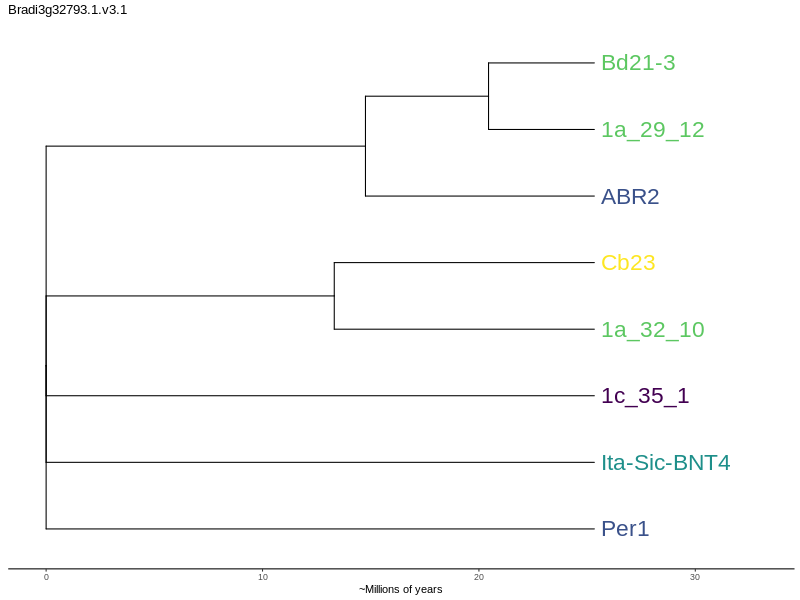 Bradi3g32793.1.v3.1
Bd21-3
1a_29_12
ABR2
Cb23
1a_32_10
1c_35_1
Ita-Sic-BNT4
Per1
0 10 20 30
~Millions of years